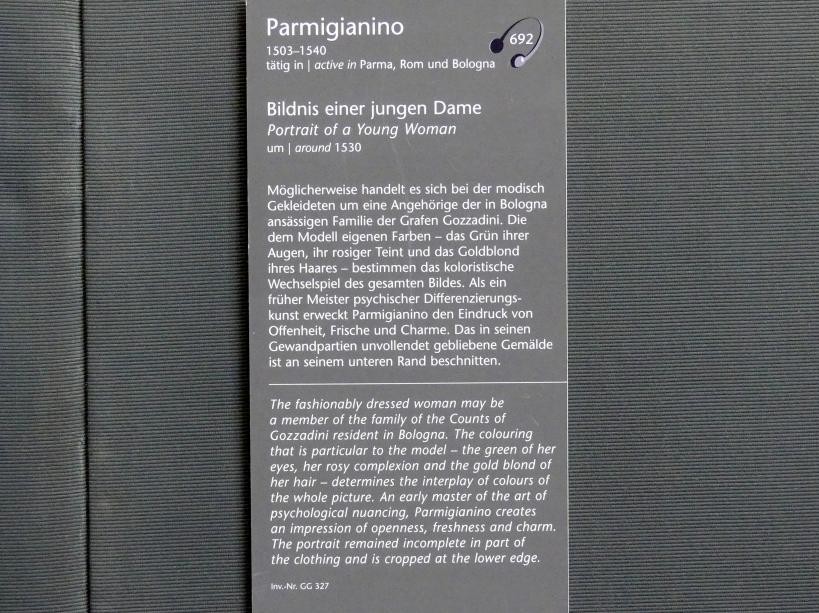 Parmigianino
692
1503–1540
tätig in | active in Parma, Rom und Bologna
Bildnis einer jungen Dame
Portrait of a Young Woman
um | around 1530
Möglicherweise handelt es sich bei der modisch
Gekleideten um eine Angehörige der in Bologna
ansässigen Familie der Grafen Gozzadini. Die
dem Modell eigenen Farben – das Grün ihrer
Augen, ihr rosiger Teint und das Goldblond
ihres Haares – bestimmen das koloristische
Wechselspiel des gesamten Bildes. Als ein
früher Meister psychischer Differenzierungs-
kunst erweckt Parmigianino den Eindruck von
Offenheit, Frische und Charme. Das in seinen
Gewandpartien unvollendet gebliebene Gemälde
ist an seinem unteren Rand beschnitten.
The fashionably dressed woman may be
a member of the family of the Counts of
Gozzadini resident in Bologna. The colouring
that is particular to the model – the green of her
eyes, her rosy complexion and the gold blond of
her hair – determines the interplay of colours of
the whole picture. An early master of the art of
psychological nuancing, Parmigianino creates
an impression of openness, freshness and charm.
The portrait remained incomplete in part of
the clothing and is cropped at the lower edge.
Inv.-Nr. GG 327